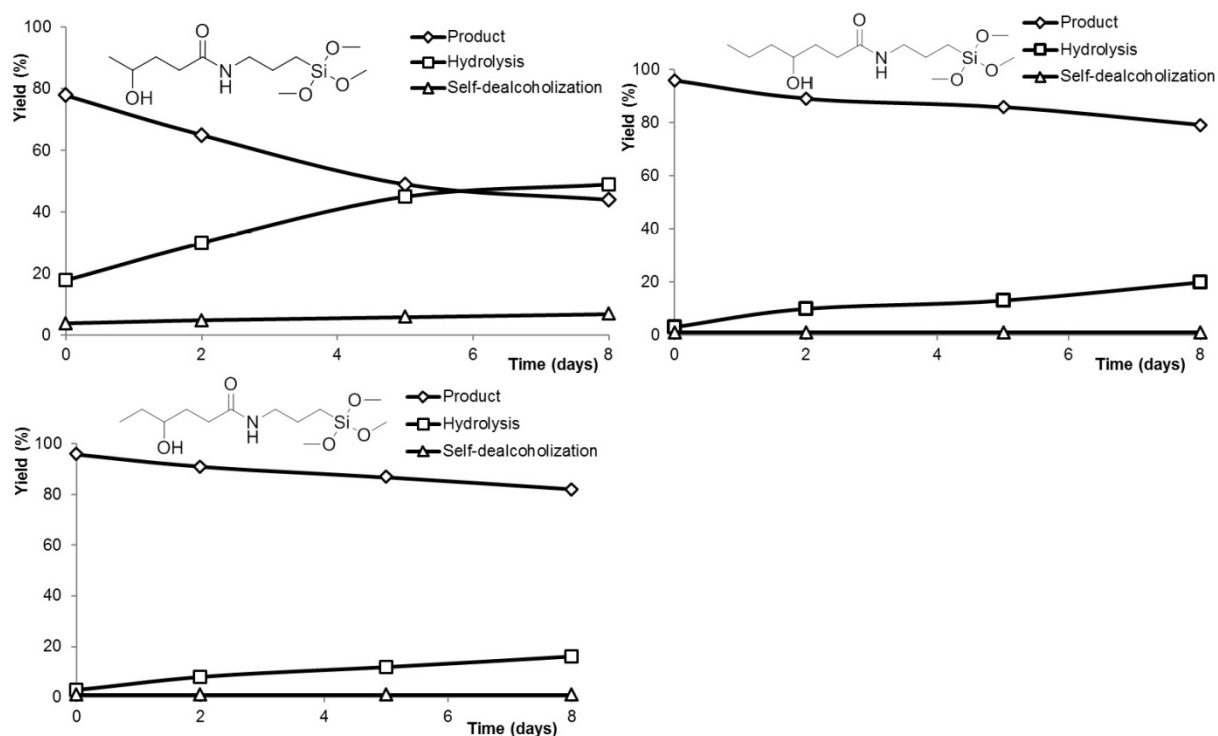 100
80
60
40
20
0
Yield (%)
0 2 4 6 8
Time (days)
Product
Hydrolysis
Self-dealcoholization
O
OH
N
H
Si
O
O
O
100
80
60
40
20
0
Yield (%)
0 2 4 6 8
Time (days)
Product
Hydrolysis
Self-dealcoholization
O
OH
N
H
Si
O
O
O
100
80
60
40
20
0
Yield (%)
0 2 4 6 8
Time (days)
Product
Hydrolysis
Self-dealcoholization
O
OH
N
H
Si
O
O
O